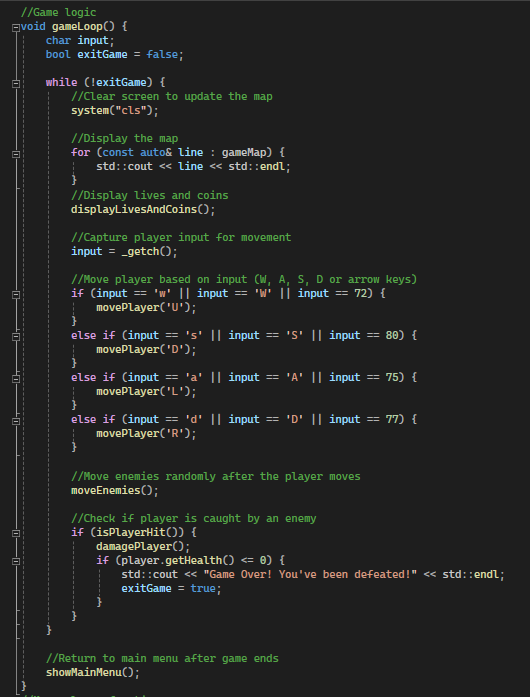 //Game logic
void gameLoop() {
    char input;
    bool exitGame = false;

    while (!exitGame) {
        //Clear screen to update the map
        system("cls");

        //Display the map
        for (const auto& line : gameMap) {
            std::cout << line << std::endl;
        }
        //Display lives and coins
        displayLivesAndCoins();

        //Capture player input for movement
        input = _getch();

        //Move player based on input (W, A, S, D or arrow keys)
        if (input == 'w' || input == 'W' || input == 72) {
            movePlayer('U');
        }
        else if (input == 's' || input == 'S' || input == 80) {
            movePlayer('D');
        }
        else if (input == 'a' || input == 'A' || input == 75) {
            movePlayer('L');
        }
        else if (input == 'd' || input == 'D' || input == 77) {
            movePlayer('R');
        }

        //Move enemies randomly after the player moves
        moveEnemies();

        //Check if player is caught by an enemy
        if (isPlayerHit()) {
            damagePlayer();
            if (player.getHealth() <= 0) {
                std::cout << "Game Over! You've been defeated!" << std::endl;
                exitGame = true;
            }
        }
    }

    //Return to main menu after game ends
    showMainMenu();
}